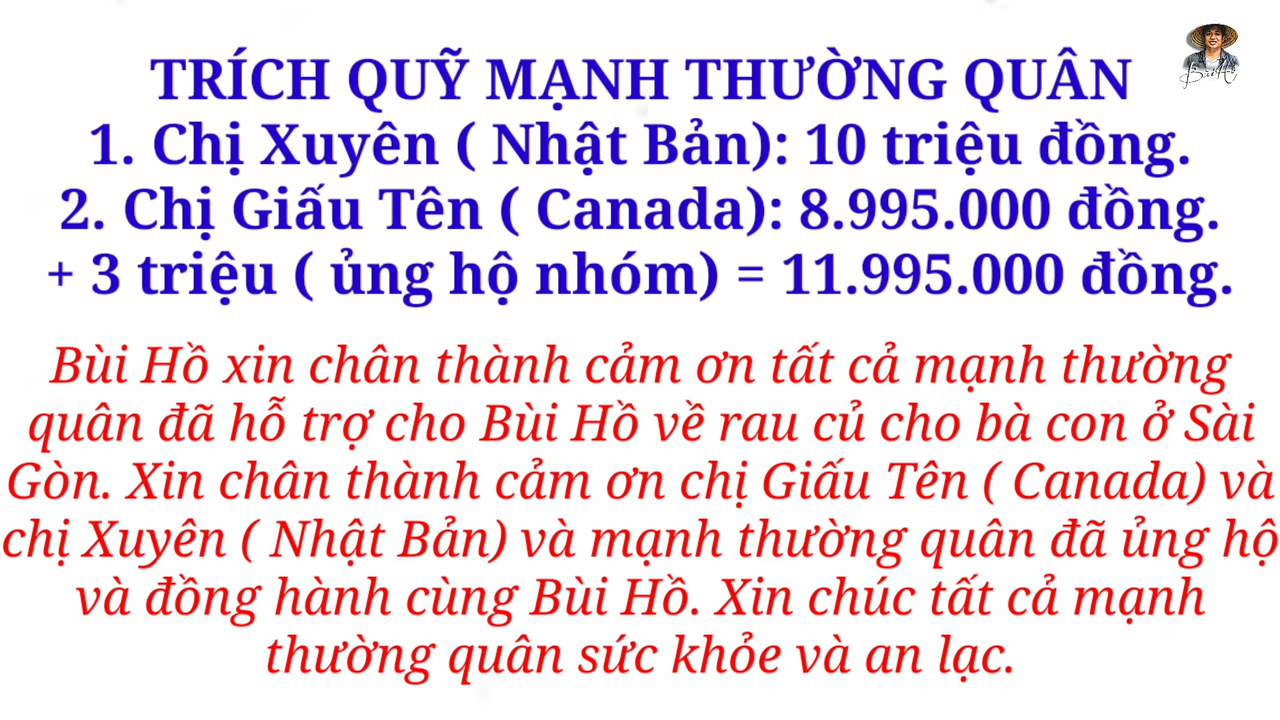 Bùi Hồ
TRÍCH QUỸ MẠNH THƯỜNG QUÂN
1. Chị Xuyên ( Nhật Bản): 10 triệu đồng.
2. Chị Giấu Tên ( Canada): 8.995.000 đồng.
+ 3 triệu ( ủng hộ nhóm) = 11.995.000 đồng.
Bùi Hồ xin chân thành cảm ơn tất cả mạnh thường
quân đã hỗ trợ cho Bùi Hồ về rau củ cho bà con ở Sài
Gòn. Xin chân thành cảm ơn chị Giấu Tên ( Canada) và
chị Xuyên ( Nhật Bản) và mạnh thường quân đã ủng hộ
và đồng hành cùng Bùi Hồ. Xin chúc tất cả mạnh
thường quân sức khỏe và an lạc.